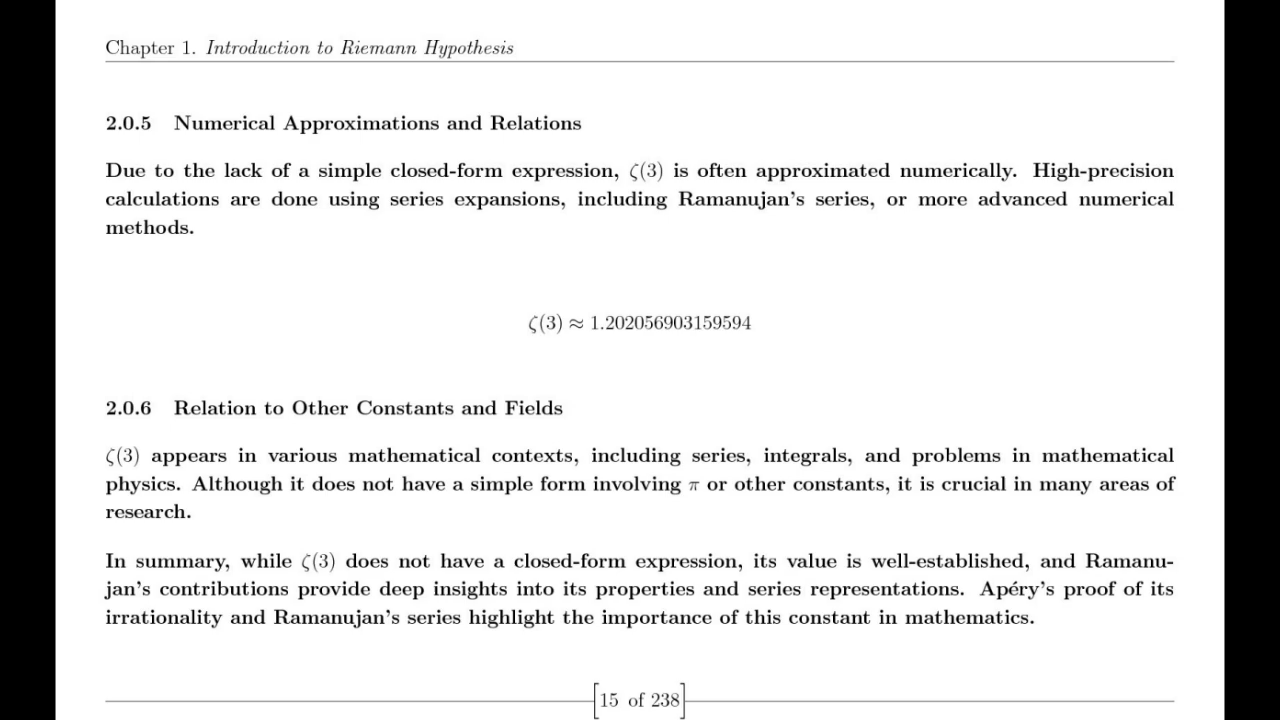 Chapter 1. Introduction to Riemann Hypothesis
2.0.5 Numerical Approximations and Relations
Due to the lack of a simple closed-form expression, ζ(3) is often approximated numerically. High-precision
calculations are done using series expansions, including Ramanujan's series, or more advanced numerical
methods.
ζ(3) ≈ 1.202056903159594
2.0.6 Relation to Other Constants and Fields
ζ(3) appears in various mathematical contexts, including series, integrals, and problems in mathematical
physics. Although it does not have a simple form involving π or other constants, it is crucial in many areas of
research.
In summary, while ζ(3) does not have a closed-form expression, its value is well-established, and Ramanu-
jan's contributions provide deep insights into its properties and series representations. Apéry's proof of its
irrationality and Ramanujan's series highlight the importance of this constant in mathematics.
[15 of 238]